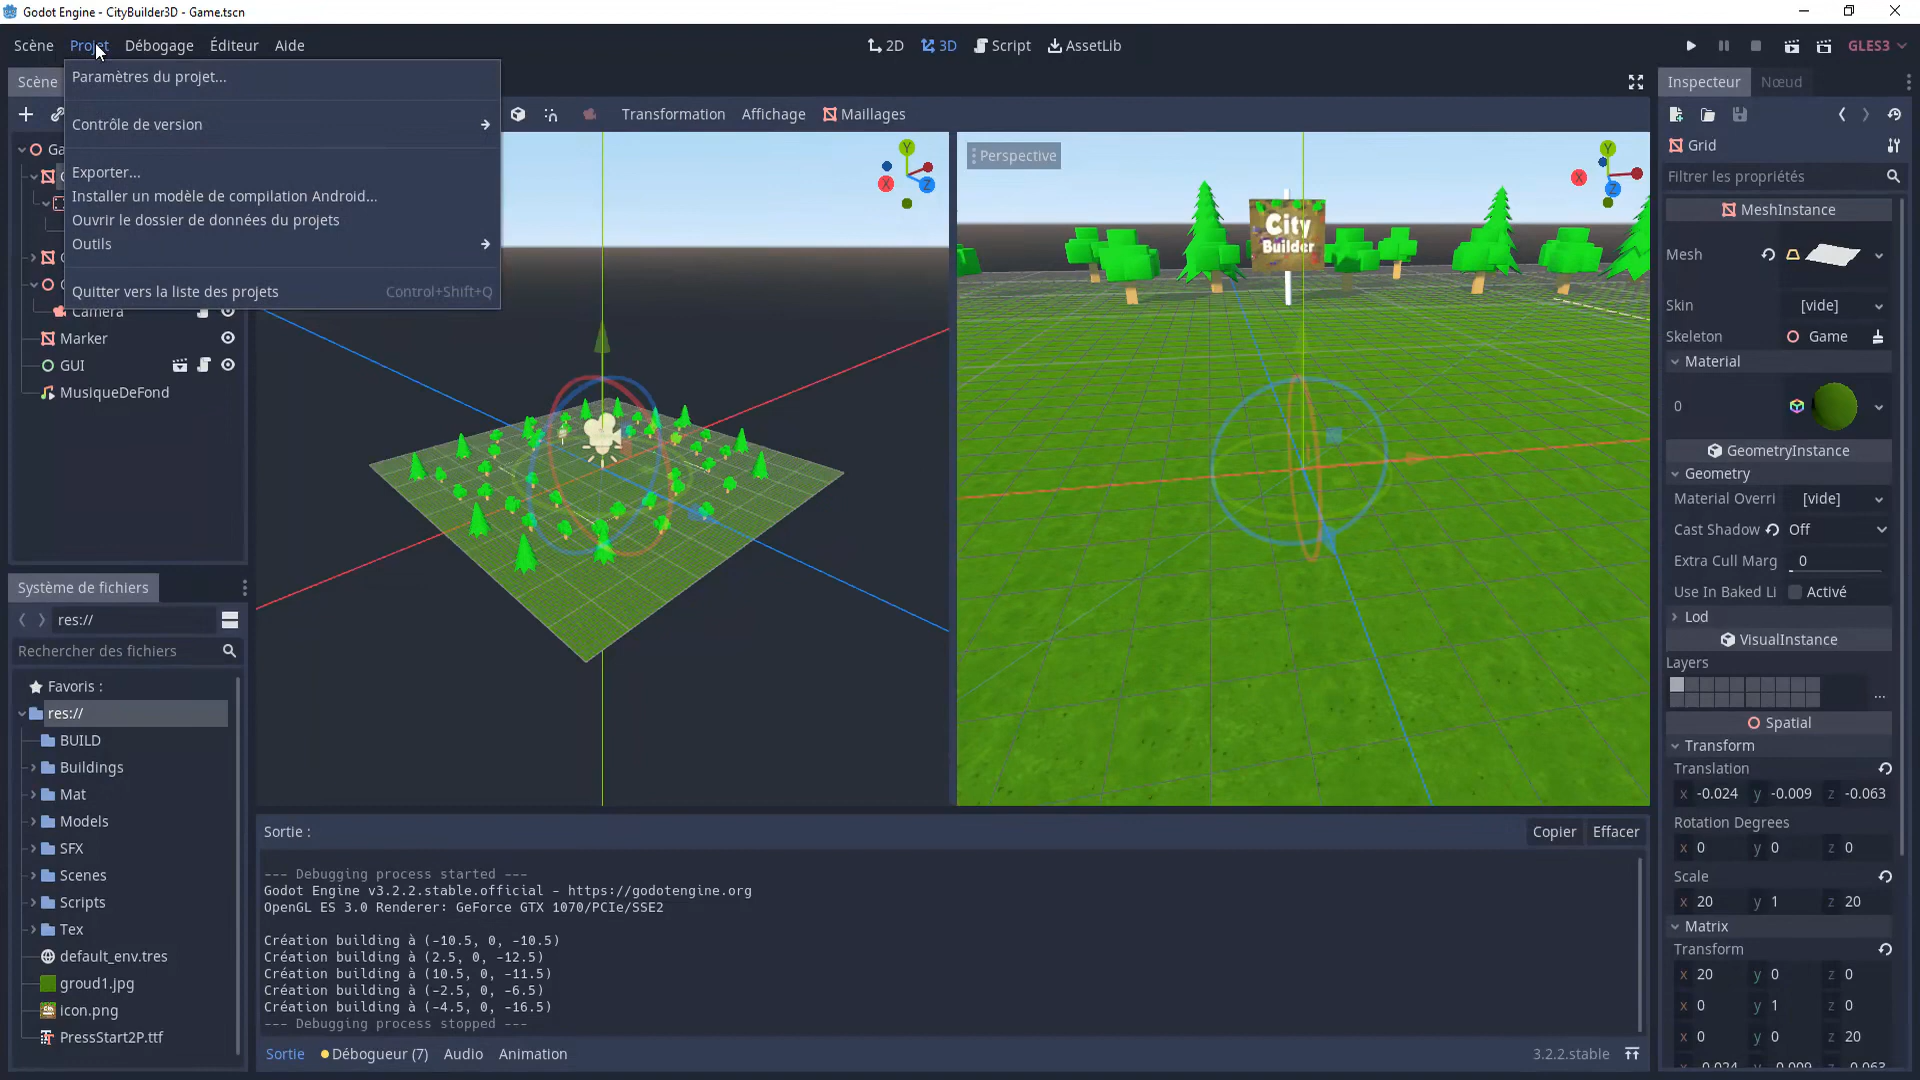 Godot Engine - CityBuilder3D - Game.tscn
Scène Projet Débogage Éditeur Aide
2D 3D Script AssetLib
GLES3
Paramètres du projet...
Contrôle de version
Exporter...
Installer un modèle de compilation Android...
Ouvrir le dossier de données du projets
Outils
Quitter vers la liste des projets Control+Shift+Q
Scène
Ga
Camera
Marker
GUI
MusiqueDeFond
Système de fichiers
res://
Rechercher des fichiers
Favoris :
res://
BUILD
Buildings
Mat
Models
SFX
Scenes
Scripts
Tex
default_env.tres
groud1.jpg
icon.png
PressStart2P.ttf
Transformation Affichage Maillages
Y
X
Z
Perspective
City
Builder
Y
X
Z
Sortie :
Copier Effacer
--- Debugging process started ---
Godot Engine v3.2.2.stable.official - https://godotengine.org
OpenGL ES 3.0 Renderer: GeForce GTX 1070/PCIe/SSE2
Création building à (-10.5, 0, -10.5)
Création building à (2.5, 0, -12.5)
Création building à (10.5, 0, -11.5)
Création building à (-2.5, 0, -6.5)
Création building à (-4.5, 0, -16.5)
--- Debugging process stopped ---
Sortie Débogueur (7) Audio Animation
3.2.2.stable
Inspecteur Nœud
Grid
Filtrer les propriétés
MeshInstance
Mesh
Skin [vide]
Skeleton Game
Material
0
GeometryInstance
Geometry
Material Overri [vide]
Cast Shadow Off
Extra Cull Marg 0
Use In Baked Li Activé
Lod
VisualInstance
Layers
...
Spatial
Transform
Translation
x -0.024 y -0.009 z -0.063
Rotation Degrees
x 0 y 0 z 0
Scale
x 20 y 1 z 20
Matrix
Transform
x 20 y 0 z 0
x 0 y 1 z 0
x 0 y 0 z 20
-0.024 -0.009 -0.063